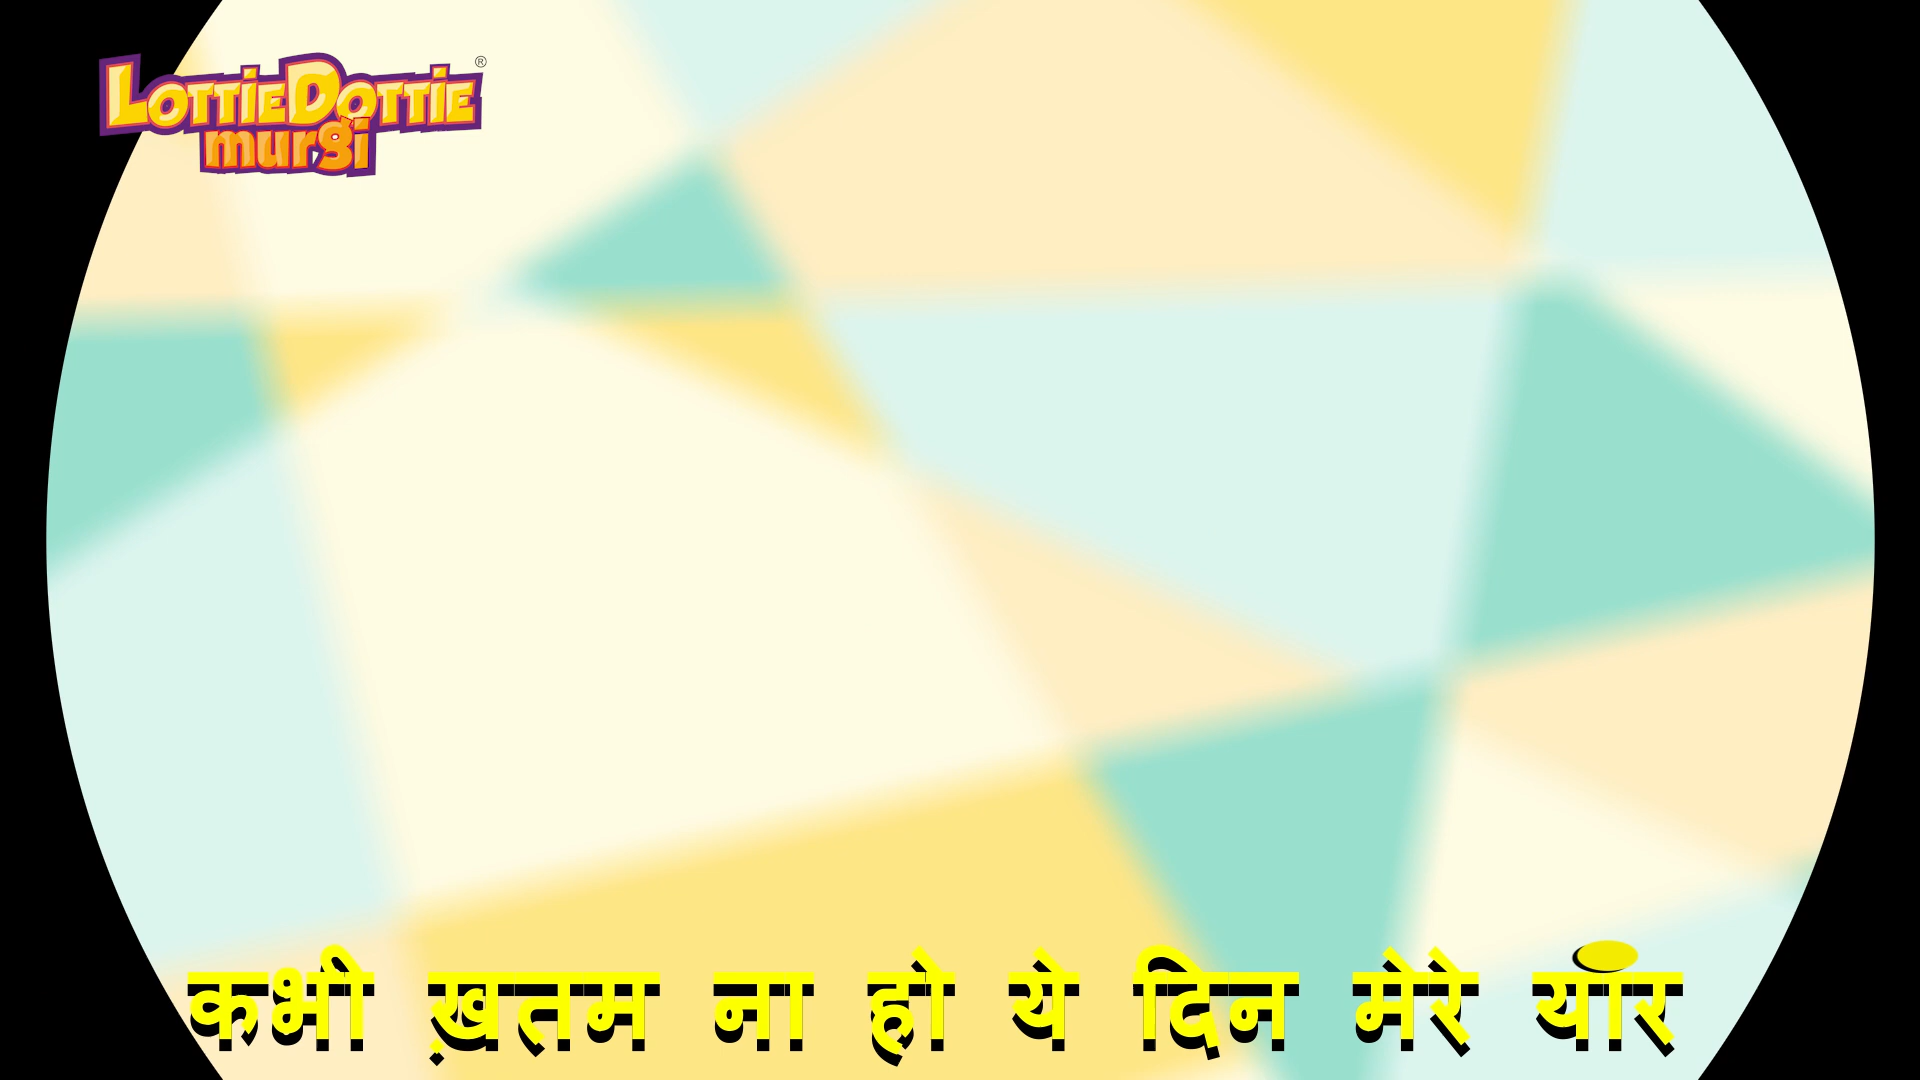 LottieDottie ®
murgi
कभी ख़तम ना हो ये दिन मेरे यार